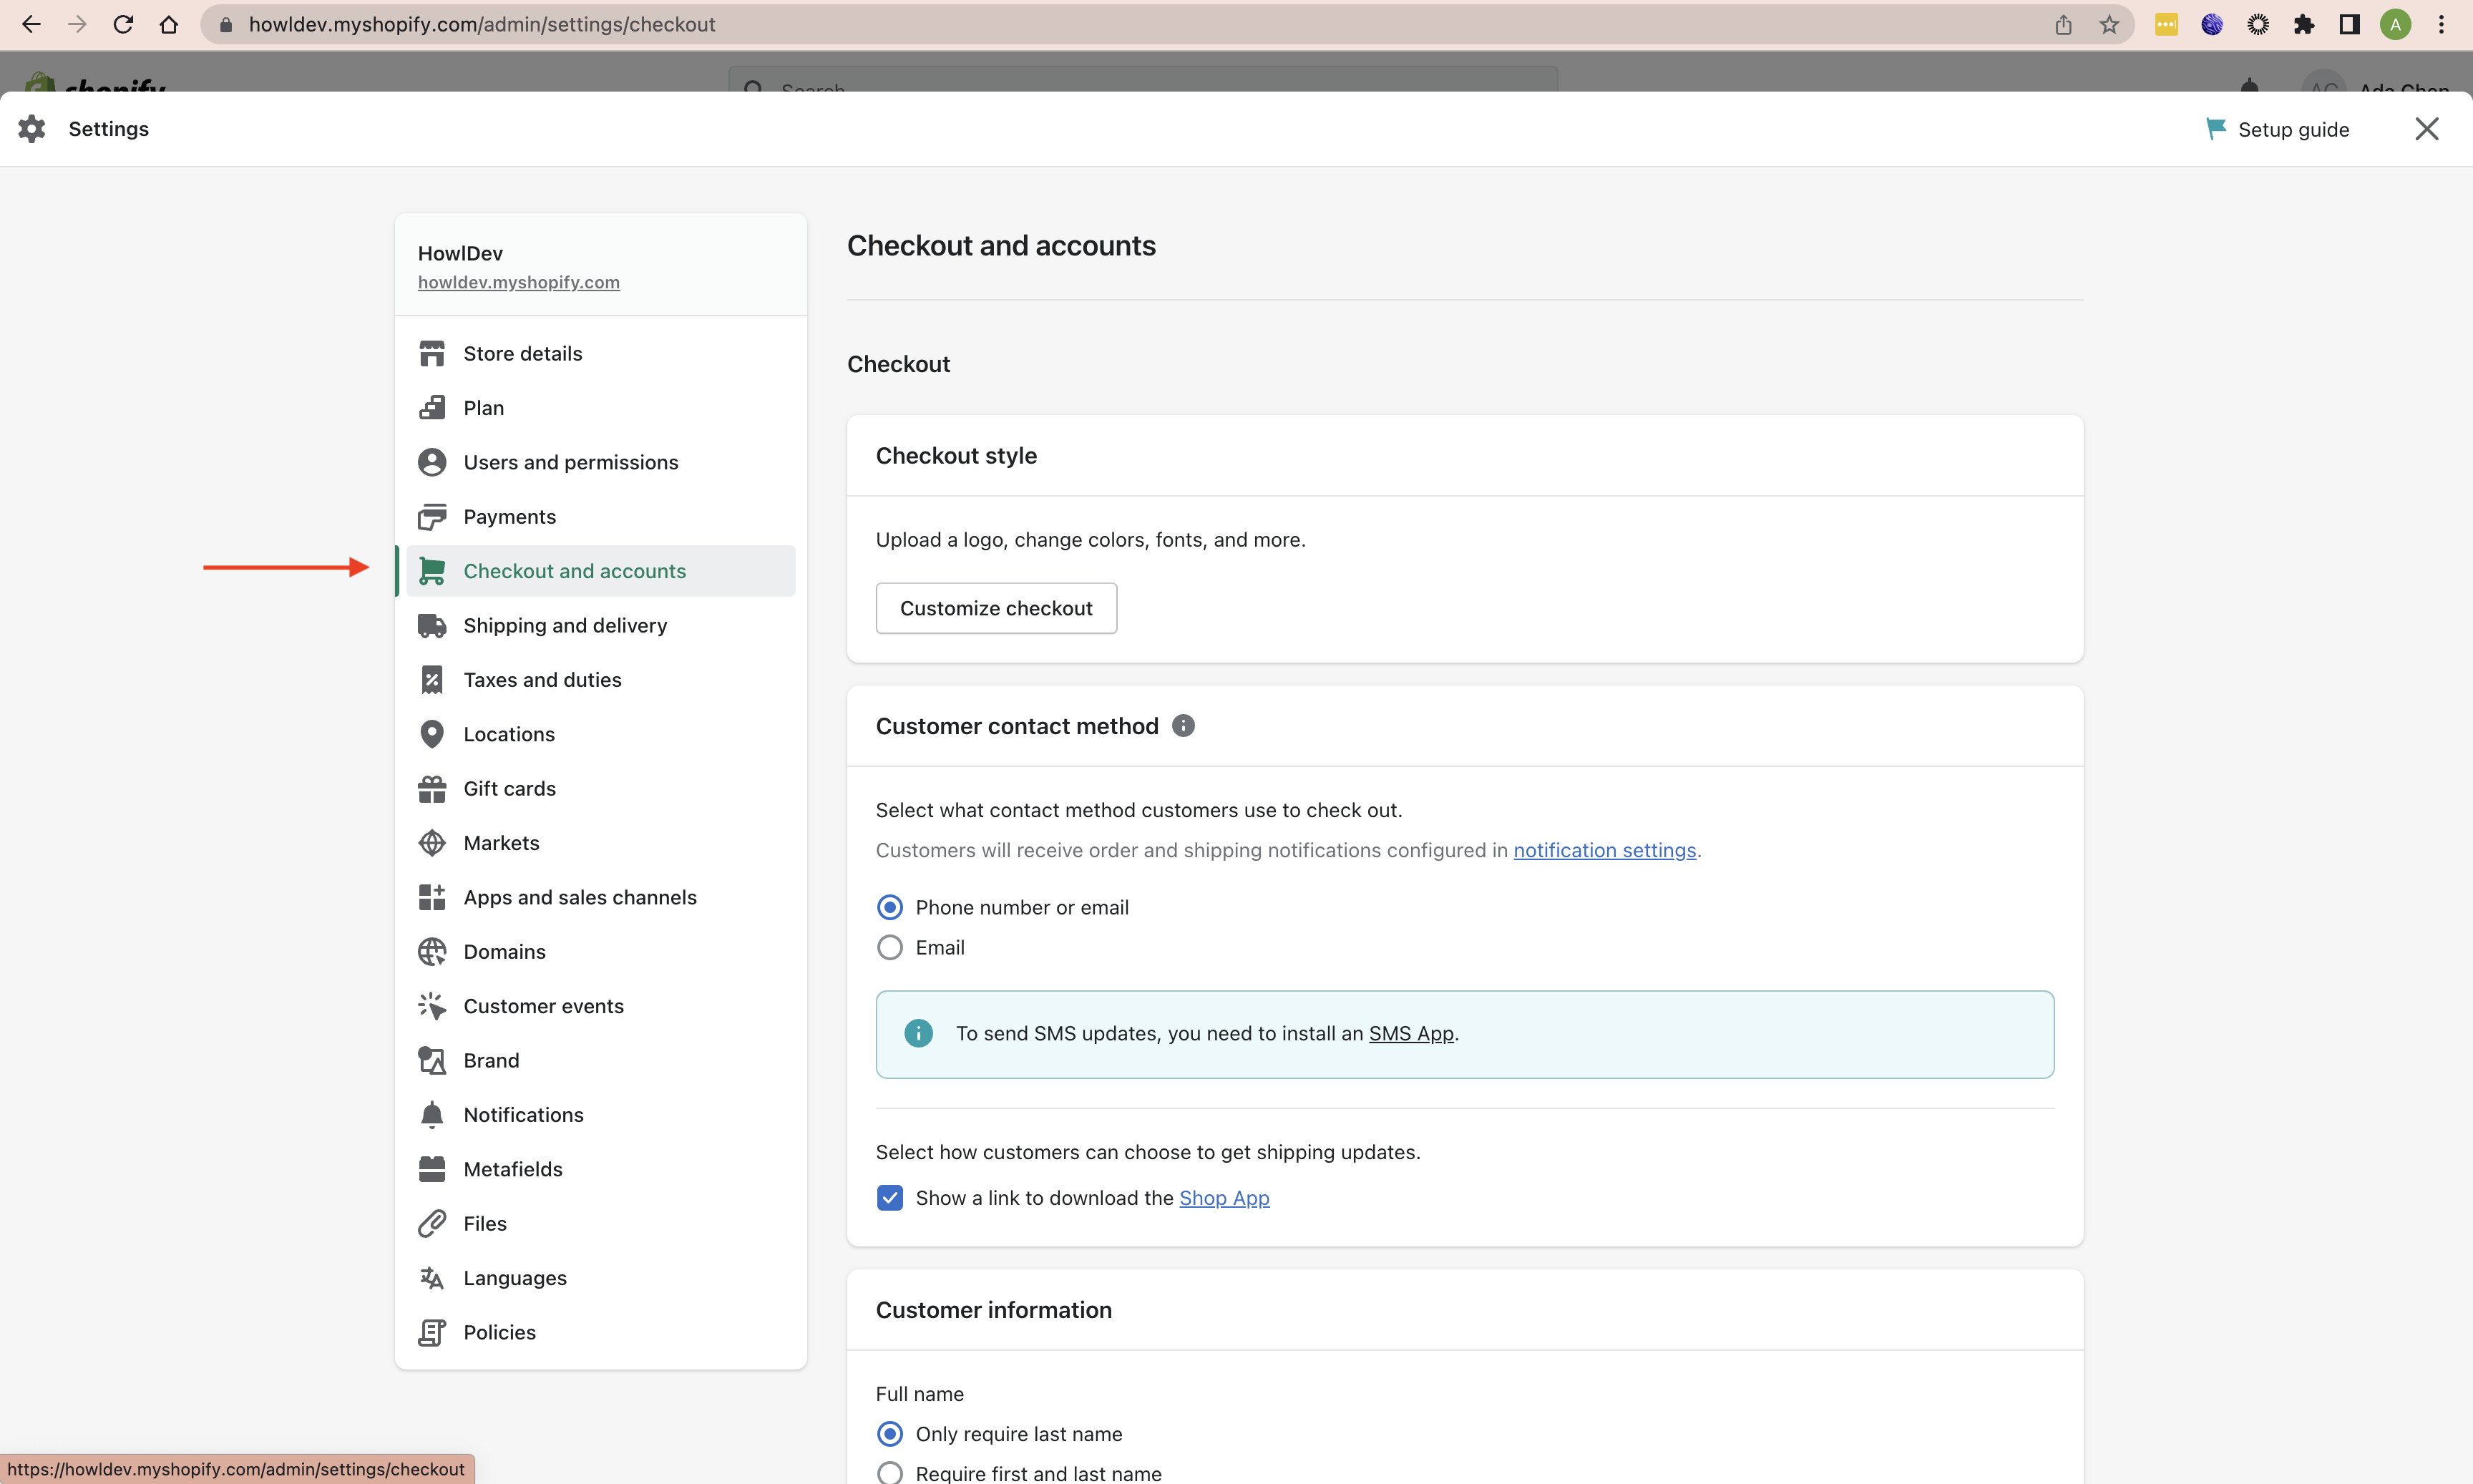 howldev.myshopify.com/admin/settings/checkout
A
shopify
Search
AC
Ada Chen
Settings
Setup guide
HowlDev
howldev.myshopify.com
Store details
Plan
Users and permissions
Payments
Checkout and accounts
Shipping and delivery
Taxes and duties
Locations
Gift cards
Markets
Apps and sales channels
Domains
Customer events
Brand
Notifications
Metafields
Files
Languages
Policies
Checkout and accounts
Checkout
Checkout style
Upload a logo, change colors, fonts, and more.
Customize checkout
Customer contact method
Select what contact method customers use to check out.
Customers will receive order and shipping notifications configured in notification settings.
Phone number or email
Email
To send SMS updates, you need to install an SMS App.
Select how customers can choose to get shipping updates.
Show a link to download the Shop App
Customer information
Full name
Only require last name
Require first and last name
https://howldev.myshopify.com/admin/settings/checkout